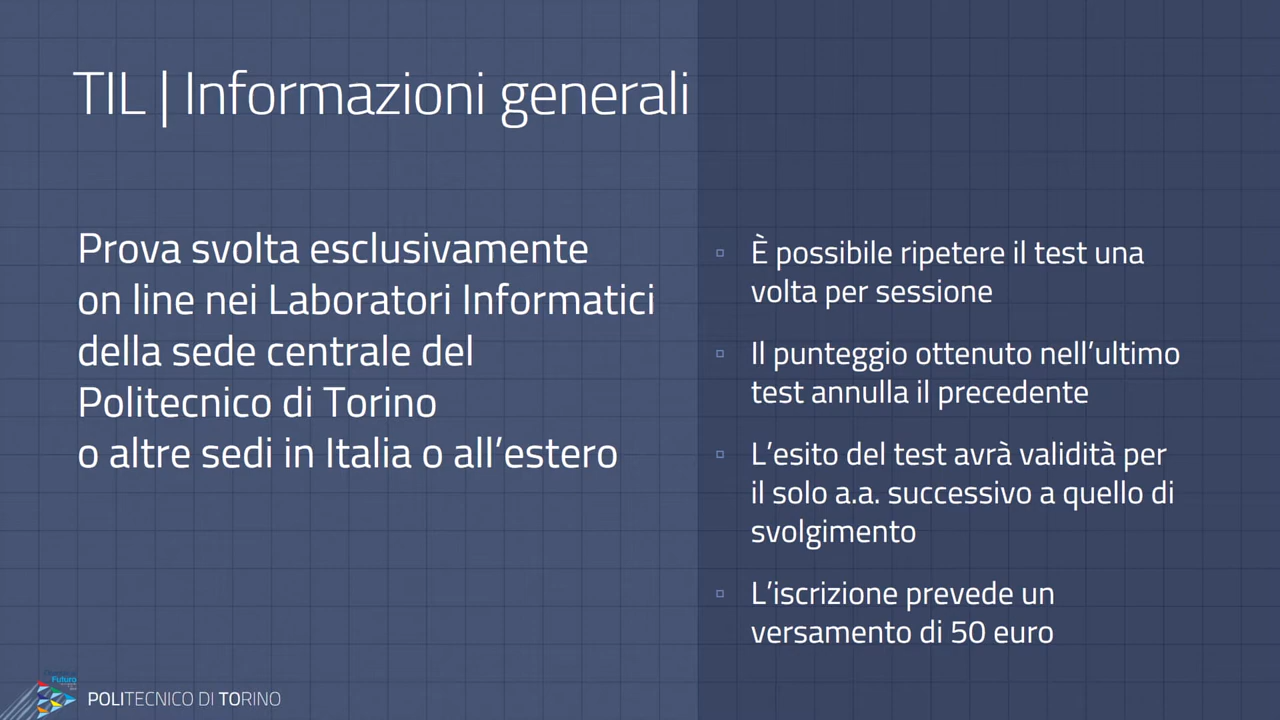 TIL | Informazioni generali
Prova svolta esclusivamente
on line nei Laboratori Informatici
della sede centrale del
Politecnico di Torino
o altre sedi in Italia o all’estero
È possibile ripetere il test una
volta per sessione
Il punteggio ottenuto nell’ultimo
test annulla il precedente
L’esito del test avrà validità per
il solo a.a. successivo a quello di
svolgimento
L’iscrizione prevede un
versamento di 50 euro
Futuro
POLITECNICO DI TORINO